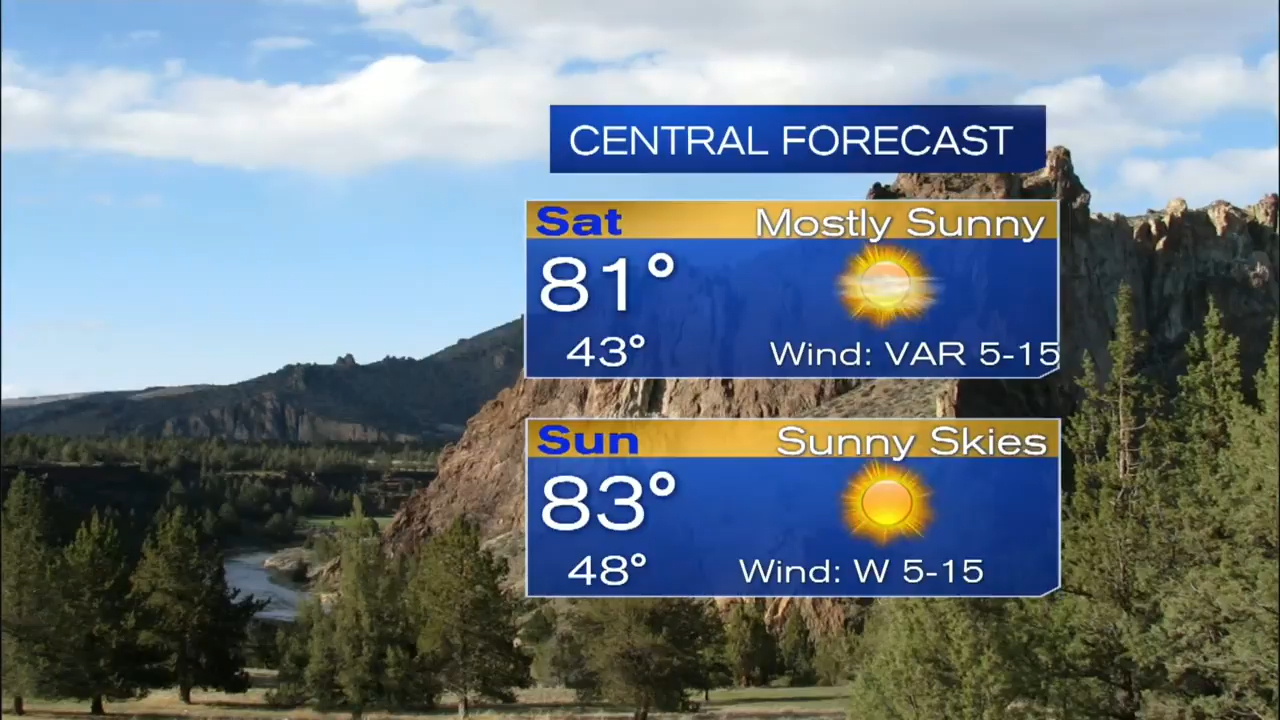 CENTRAL FORECAST
Sat Mostly Sunny
81°
43° Wind: VAR 5-15
Sun Sunny Skies
83°
48° Wind: W 5-15